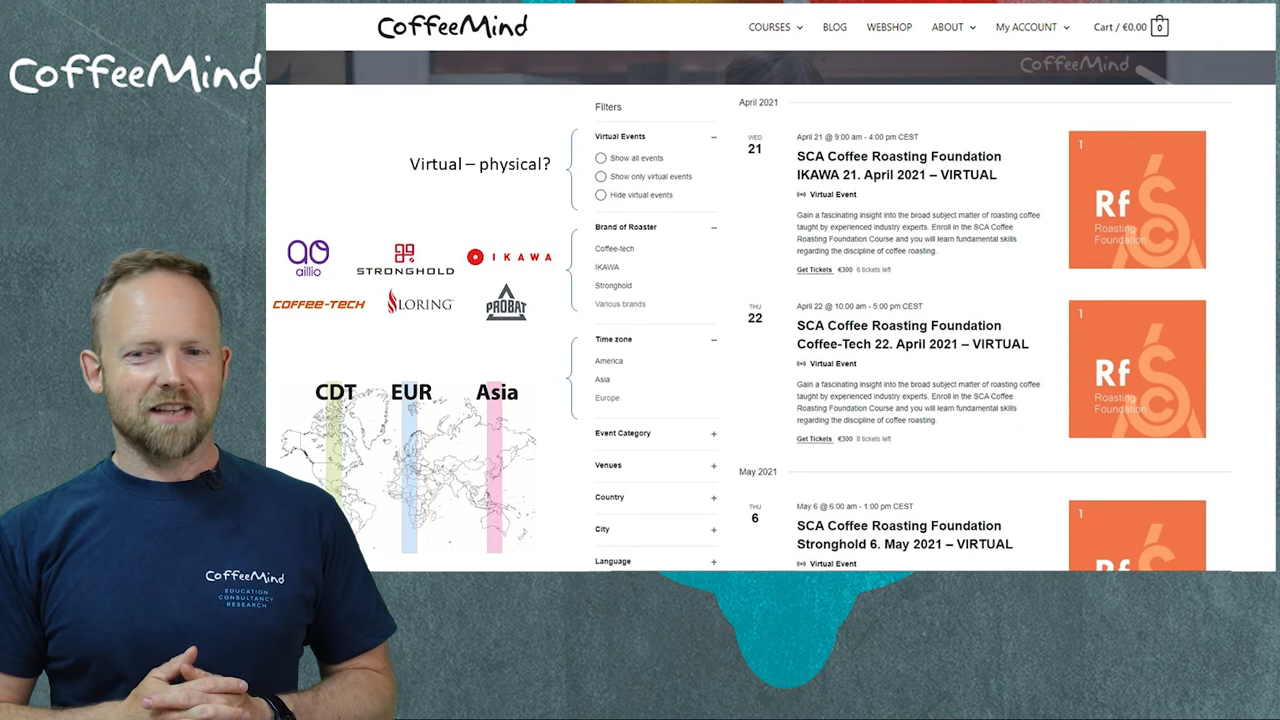 CoffeeMind
CoffeeMind
COURSES
BLOG
WEBSHOP
ABOUT
My ACCOUNT
Cart / €0.00
0
CoffeeMind
Virtual – physical?
aillio
STRONGHOLD
IKAWA
COFFEE-TECH
LORING
PROBAT
CDT
EUR
Asia
Filters
Virtual Events
Show all events
Show only virtual events
Hide virtual events
Brand of Roaster
Coffee-tech
IKAWA
Stronghold
Various brands
Time zone
America
Asia
Europe
Event Category
Venues
Country
City
Language
April 2021
WED
21
April 21 @ 9:00 am - 4:00 pm CEST
SCA Coffee Roasting Foundation
IKAWA 21. April 2021 – VIRTUAL
Virtual Event
Gain a fascinating insight into the broad subject matter of roasting coffee
taught by experienced industry experts. Enroll in the SCA Coffee
Roasting Foundation Course and you will learn fundamental skills
regarding the discipline of coffee roasting.
Get Tickets €300 6 tickets left
1
Rf
Roasting
Foundation
THU
22
April 22 @ 10:00 am - 5:00 pm CEST
SCA Coffee Roasting Foundation
Coffee-Tech 22. April 2021 – VIRTUAL
Virtual Event
Gain a fascinating insight into the broad subject matter of roasting coffee
taught by experienced industry experts. Enroll in the SCA Coffee
Roasting Foundation Course and you will learn fundamental skills
regarding the discipline of coffee roasting.
Get Tickets €300 8 tickets left
1
Rf
Roasting
Foundation
May 2021
THU
6
May 6 @ 6:00 am - 1:00 pm CEST
SCA Coffee Roasting Foundation
Stronghold 6. May 2021 – VIRTUAL
Virtual Event
1
Rf
CoffeeMind
EDUCATION
CONSULTANCY
RESEARCH